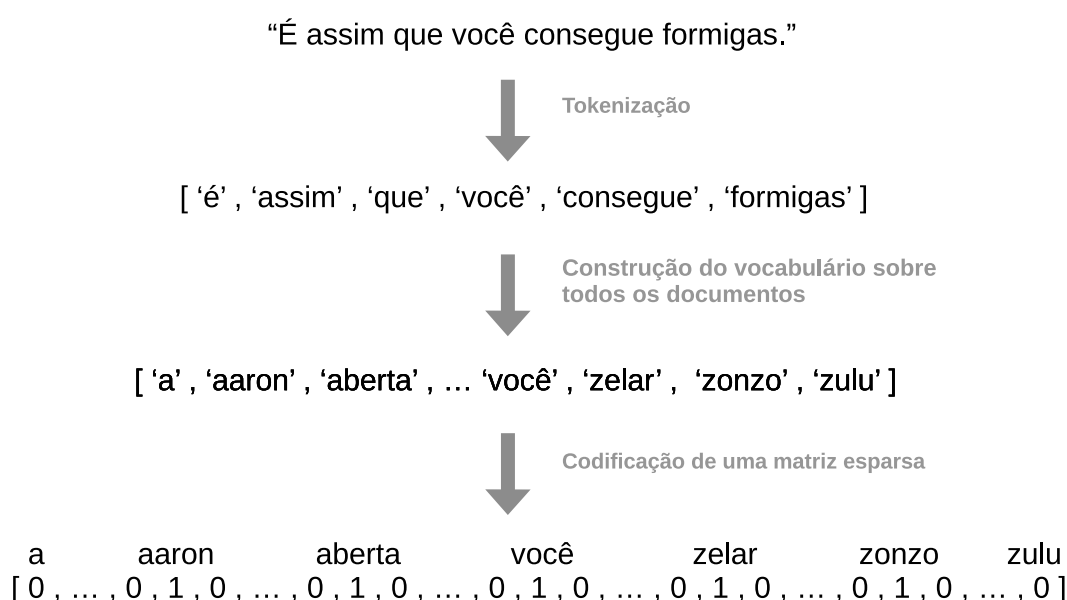 “É assim que você consegue formigas.”
Tokenização
[ ‘é’ , ‘assim’ , ‘que’ , ‘você’ , ‘consegue’ , ‘formigas’ ]
Construção do vocabulário sobre
todos os documentos
[ ‘a’ , ‘aaron’ , ‘aberta’ , … ‘você’ , ‘zelar’ , ‘zonzo’ , ‘zulu’ ]
Codificação de uma matriz esparsa
a aaron aberta você zelar zonzo zulu
[ 0 , … , 0 , 1 , 0 , … , 0 , 1 , 0 , … , 0 , 1 , 0 , … , 0 , 1 , 0 , … , 0 , 1 , 0 , … , 0 ]